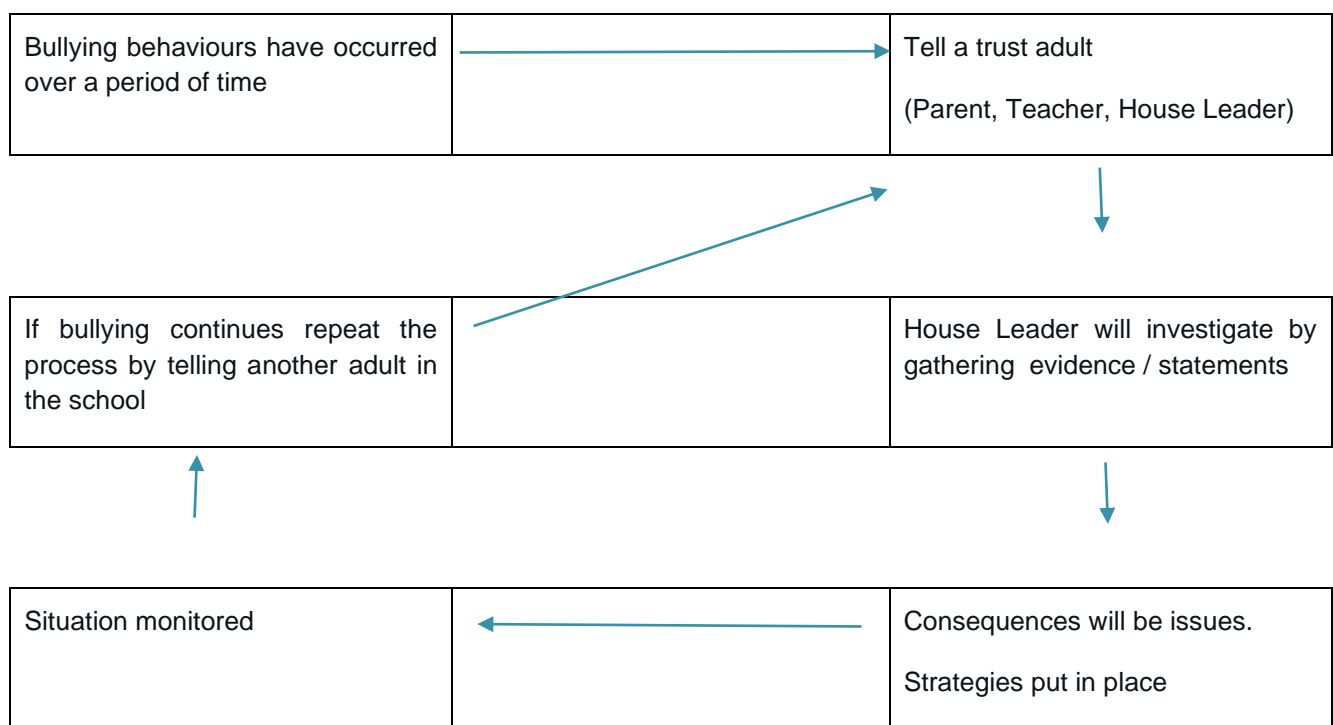 Bullying behaviours have occurred
over a period of time
Tell a trust adult
(Parent, Teacher, House Leader)
If bullying continues repeat the
process by telling another adult in
the school
House Leader will investigate by
gathering evidence / statements
Situation monitored
Consequences will be issues.
Strategies put in place